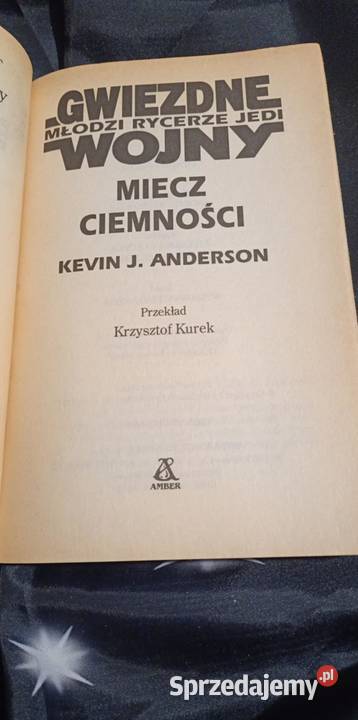 GWIEZDNE
MŁODZI RYCERZE JEDI
WOJNY
MIECZ
CIEMNOŚCI
KEVIN J. ANDERSON
Przekład
Krzysztof Kurek
AMBER
Sprzedajemy.pl